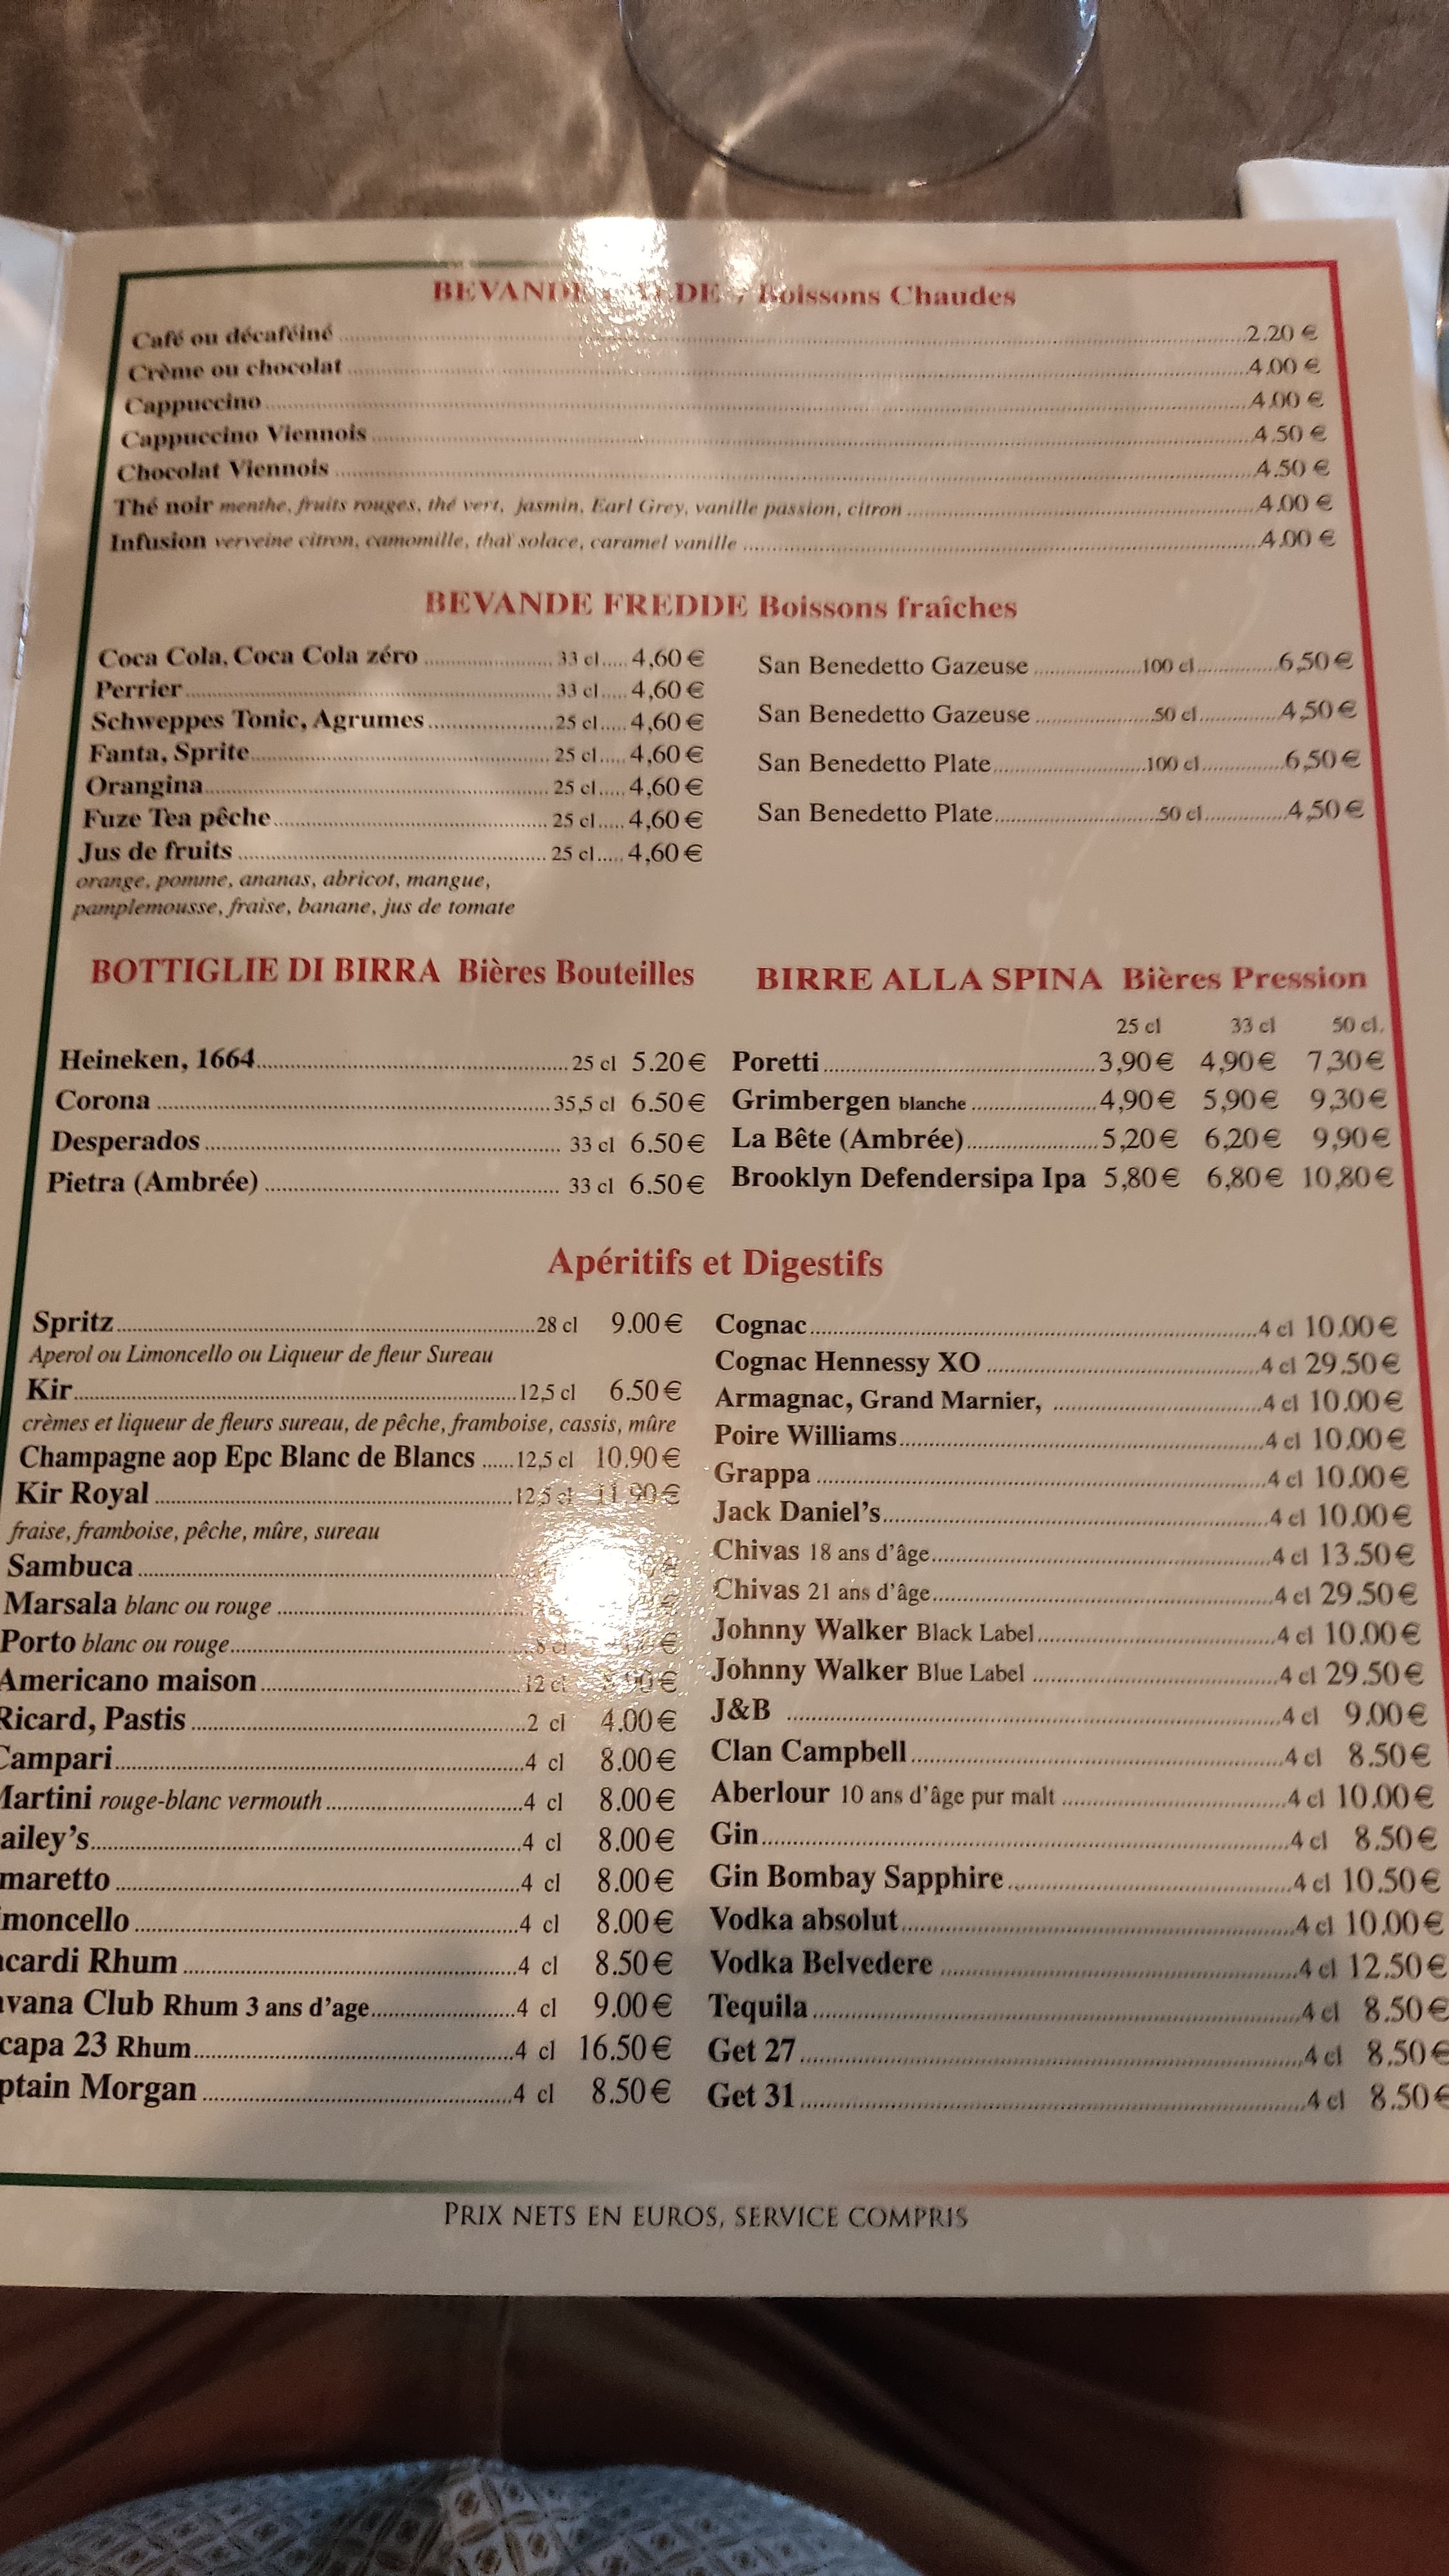 BEVANDE CALDE / Boissons Chaudes
Café ou décaféiné 2.20 €
Crème ou chocolat 4.00 €
Cappuccino 4.00 €
Cappuccino Viennois 4.50 €
Chocolat Viennois 4.50 €
Thé noir menthe, fruits rouges, thé vert, jasmin, Earl Grey, vanille passion, citron 4.00 €
Infusion verveine citron, camomille, thaï solace, caramel vanille 4.00 €
BEVANDE FREDDE Boissons fraîches
Coca Cola, Coca Cola zéro 33 cl 4,60 €
Perrier 33 cl 4,60 €
Schweppes Tonic, Agrumes 25 cl 4,60 €
Fanta, Sprite 25 cl 4,60 €
Orangina 25 cl 4,60 €
Fuze Tea pêche 25 cl 4,60 €
Jus de fruits 25 cl 4,60 €
orange, pomme, ananas, abricot, mangue,
pamplemousse, fraise, banane, jus de tomate
San Benedetto Gazeuse 100 cl 6,50 €
San Benedetto Gazeuse 50 cl 4,50 €
San Benedetto Plate 100 cl 6,50 €
San Benedetto Plate 50 cl 4,50 €
BOTTIGLIE DI BIRRA Bières Bouteilles
Heineken, 1664 25 cl 5.20 €
Corona 35,5 cl 6.50 €
Desperados 33 cl 6.50 €
Pietra (Ambrée) 33 cl 6.50 €
BIRRE ALLA SPINA Bières Pression
25 cl 33 cl 50 cl.
Poretti 3,90 € 4,90 € 7,30 €
Grimbergen blanche 4,90 € 5,90 € 9,30 €
La Bête (Ambrée) 5,20 € 6,20 € 9,90 €
Brooklyn Defendersipa Ipa 5,80 € 6,80 € 10,80 €
Apéritifs et Digestifs
Spritz 28 cl 9.00 €
Aperol ou Limoncello ou Liqueur de fleur Sureau
Kir 12,5 cl 6.50 €
crèmes et liqueur de fleurs sureau, de pêche, framboise, cassis, mûre
Champagne aop Epc Blanc de Blancs 12,5 cl 10.90 €
Kir Royal 12,5 cl 11.90 €
fraise, framboise, pêche, mûre, sureau
Sambuca €
Marsala blanc ou rouge €
Porto blanc ou rouge 8 cl €
Americano maison 12 cl 8.90 €
Ricard, Pastis 2 cl 4.00 €
Campari 4 cl 8.00 €
Martini rouge-blanc vermouth 4 cl 8.00 €
ailey's 4 cl 8.00 €
maretto 4 cl 8.00 €
moncello 4 cl 8.00 €
acardi Rhum 4 cl 8.50 €
avana Club Rhum 3 ans d'age 4 cl 9.00 €
capa 23 Rhum 4 cl 16.50 €
ptain Morgan 4 cl 8.50 €
Cognac 4 cl 10.00 €
Cognac Hennessy XO 4 cl 29.50 €
Armagnac, Grand Marnier, 4 cl 10.00 €
Poire Williams 4 cl 10.00 €
Grappa 4 cl 10.00 €
Jack Daniel's 4 cl 10.00 €
Chivas 18 ans d'âge 4 cl 13.50 €
Chivas 21 ans d'âge 4 cl 29.50 €
Johnny Walker Black Label 4 cl 10.00 €
Johnny Walker Blue Label 4 cl 29.50 €
J&B 4 cl 9.00 €
Clan Campbell 4 cl 8.50 €
Aberlour 10 ans d'âge pur malt 4 cl 10.00 €
Gin 4 cl 8.50 €
Gin Bombay Sapphire 4 cl 10.50 €
Vodka absolut 4 cl 10.00 €
Vodka Belvedere 4 cl 12.50 €
Tequila 4 cl 8.50 €
Get 27 4 cl 8.50 €
Get 31 4 cl 8.50 €
PRIX NETS EN EUROS, SERVICE COMPRIS